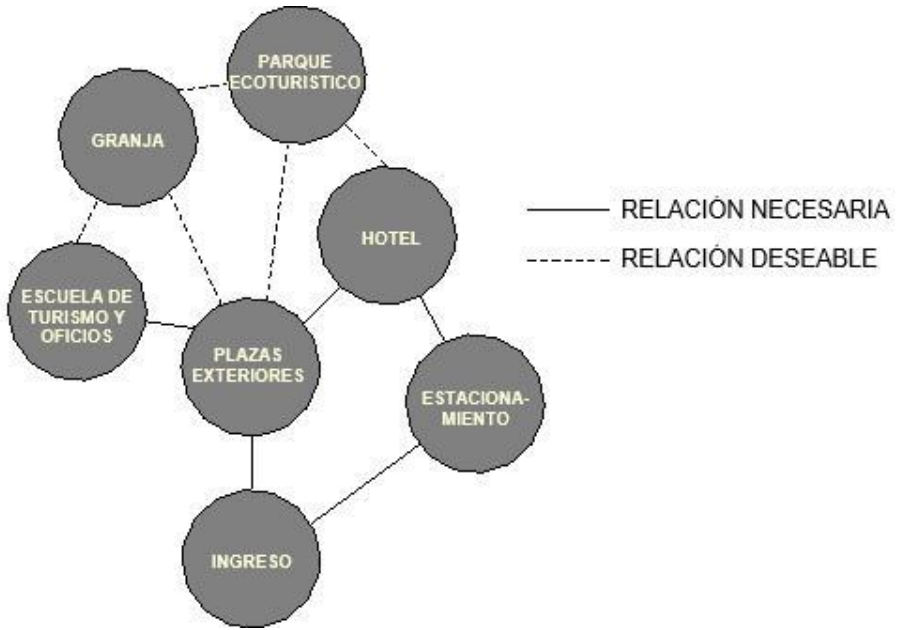 PARQUE
ECOTURISTICO
GRANJA
HOTEL
RELACIÓN NECESARIA
RELACIÓN DESEABLE
ESCUELA DE
TURISMO Y
OFICIOS
PLAZAS
EXTERIORES
ESTACIONA-
MIENTO
INGRESO